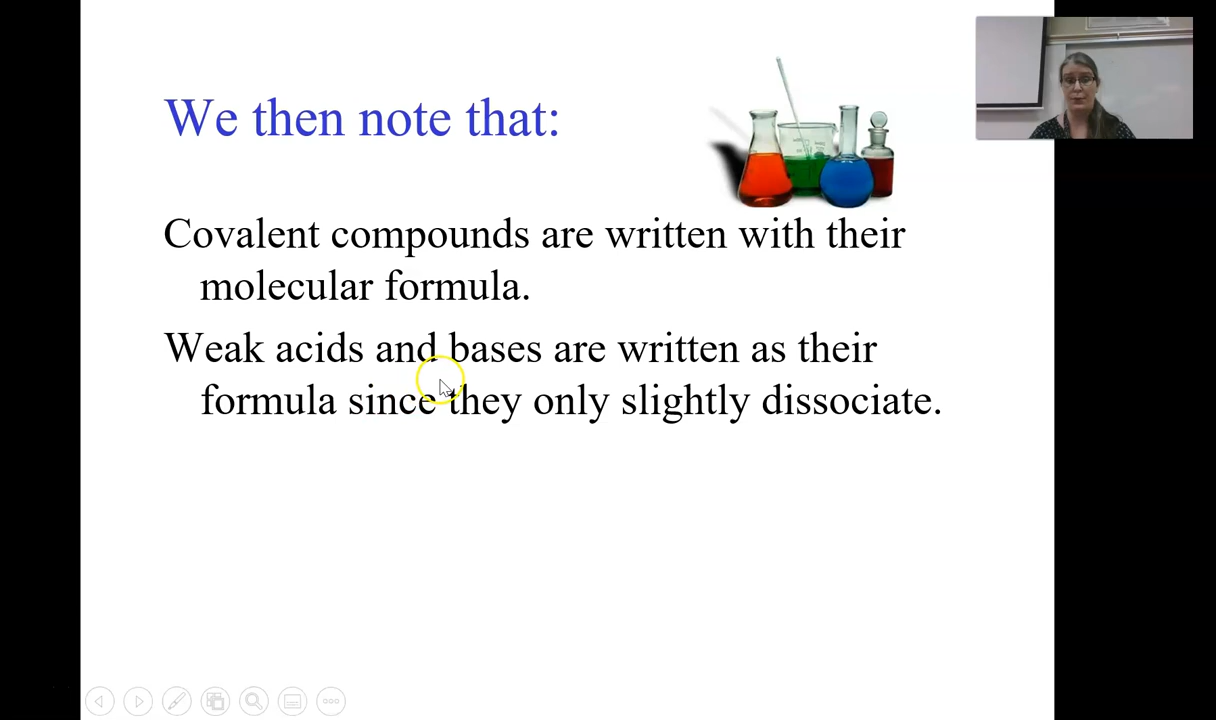 We then note that:
Covalent compounds are written with their
molecular formula.
Weak acids and bases are written as their
formula since they only slightly dissociate.